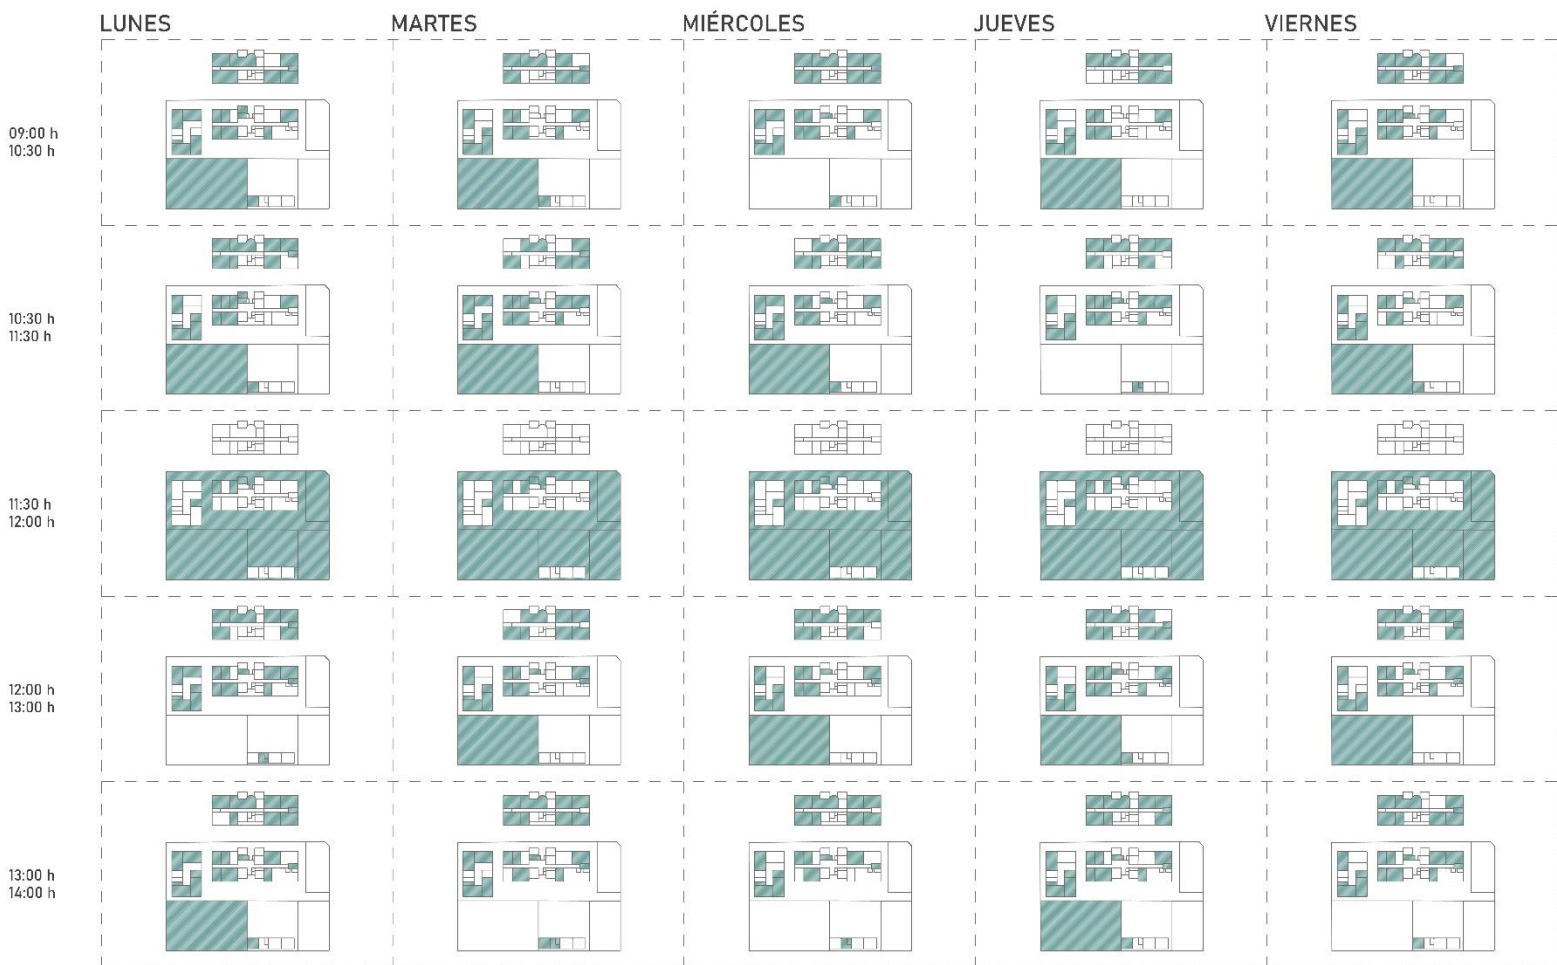 LUNES MARTES MIÉRCOLES JUEVES VIERNES
09:00 h
10:30 h
10:30 h
11:30 h
11:30 h
12:00 h
12:00 h
13:00 h
13:00 h
14:00 h